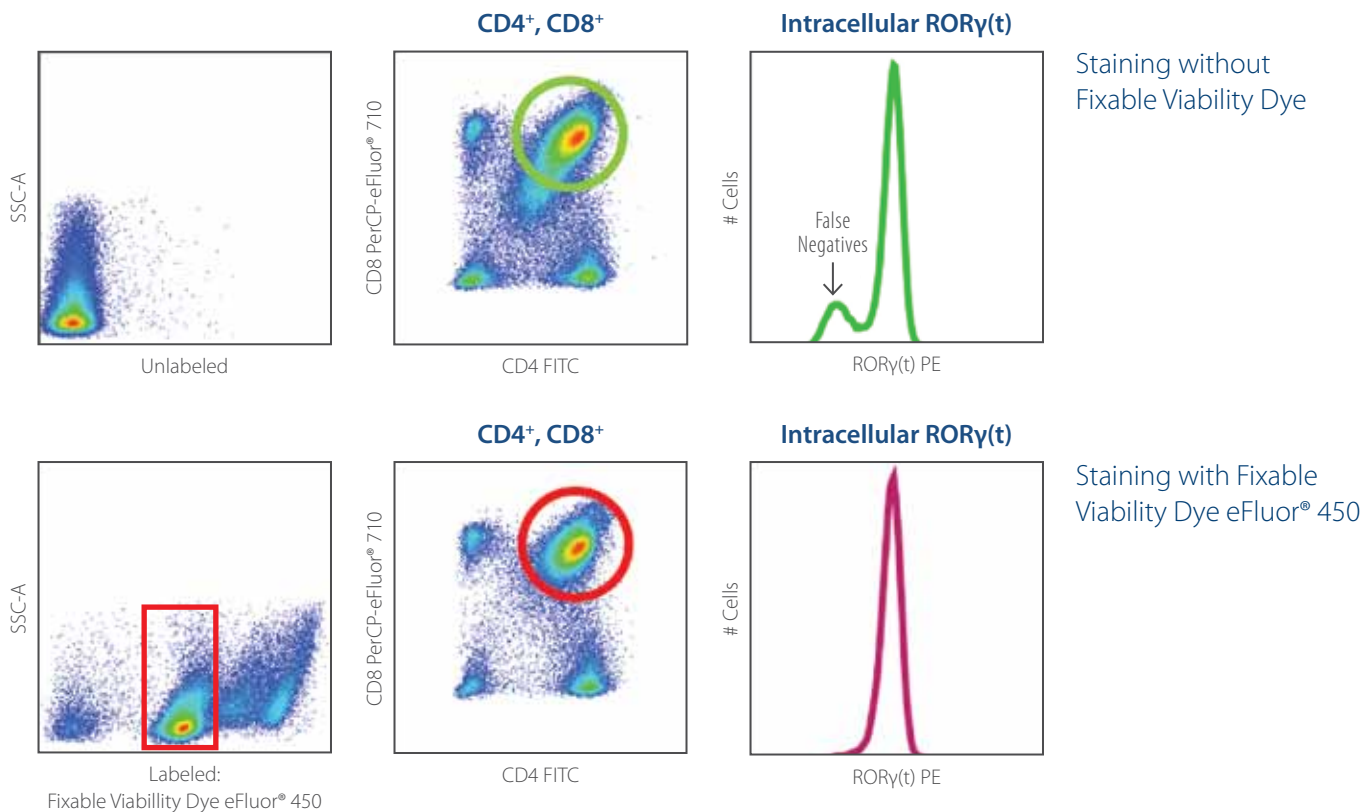 CD4⁺, CD8⁺
Intracellular RORγ(t)
Staining without
Fixable Viability Dye
SSC-A
Unlabeled
CD8 PerCP-eFluor® 710
CD4 FITC
# Cells
False
Negatives
RORγ(t) PE
CD4⁺, CD8⁺
Intracellular RORγ(t)
Staining with Fixable
Viability Dye eFluor® 450
SSC-A
Labeled:
Fixable Viabillity Dye eFluor® 450
CD8 PerCP-eFluor® 710
CD4 FITC
# Cells
RORγ(t) PE